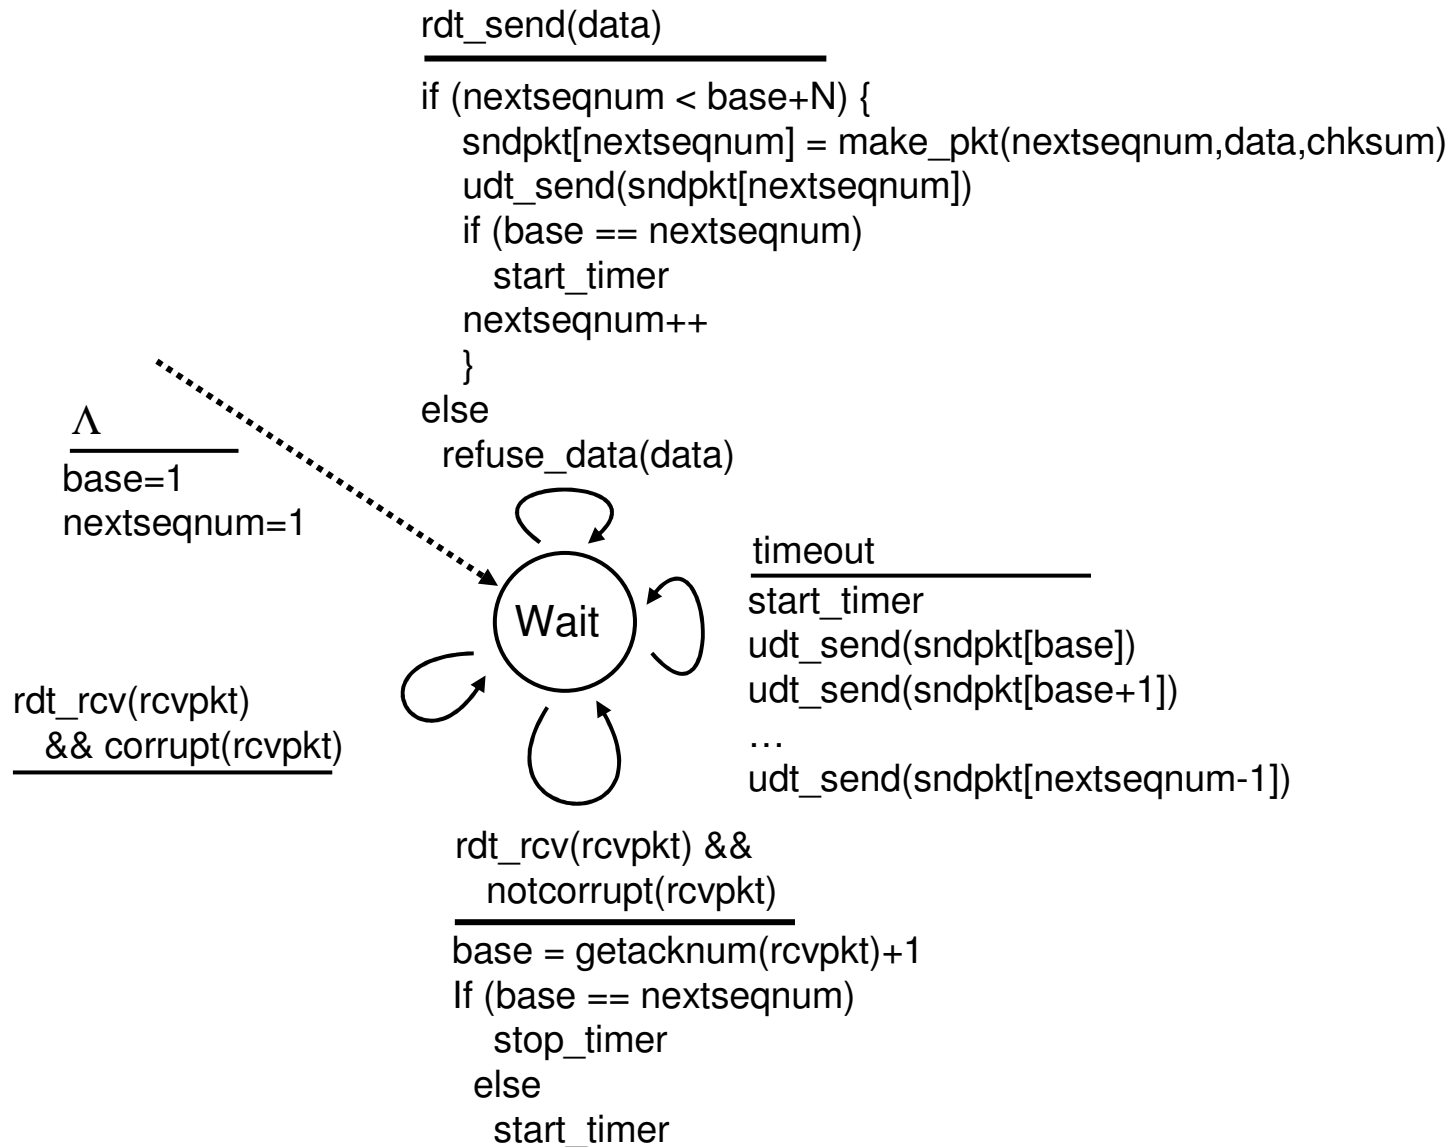 rdt_send(data)
if (nextseqnum < base+N) {
sndpkt[nextseqnum] = make_pkt(nextseqnum,data,chksum)
udt_send(sndpkt[nextseqnum])
if (base == nextseqnum)
start_timer
nextseqnum++
}
else
refuse_data(data)
Λ
base=1
nextseqnum=1
Wait
timeout
start_timer
udt_send(sndpkt[base])
udt_send(sndpkt[base+1])
…
udt_send(sndpkt[nextseqnum-1])
rdt_rcv(rcvpkt)
&& corrupt(rcvpkt)
rdt_rcv(rcvpkt) &&
notcorrupt(rcvpkt)
base = getacknum(rcvpkt)+1
If (base == nextseqnum)
stop_timer
else
start_timer